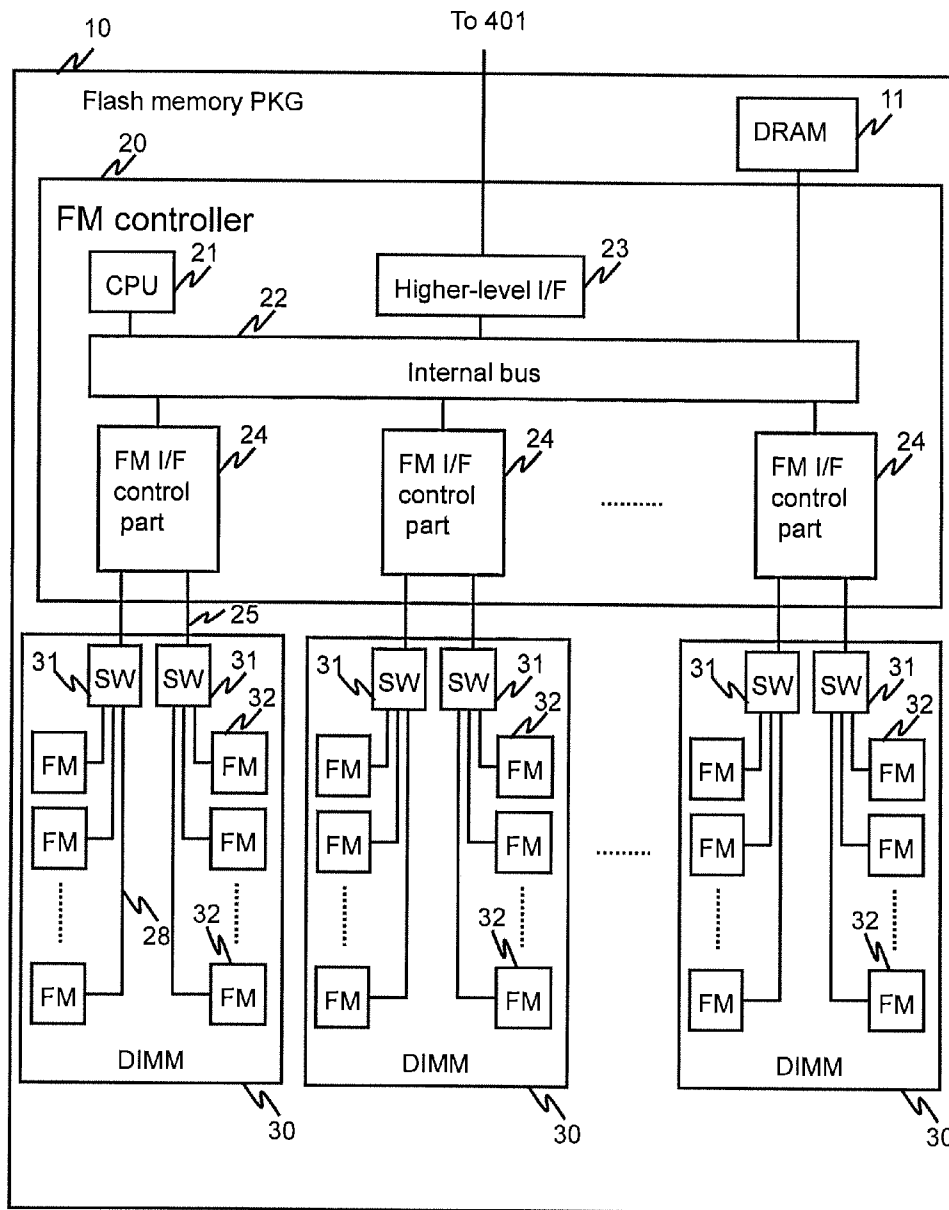 To 401
10
Flash memory PKG
DRAM
11
20
FM controller
CPU
21
Higher-level I/F
23
22
Internal bus
FM I/F
control
part
24
FM I/F
control
part
24
..........
FM I/F
control
part
24
25
31
SW
SW
31
32
FM
FM
FM
FM
28
32
FM
FM
DIMM
30
31
SW
SW
31
32
FM
FM
FM
FM
..........
32
FM
FM
DIMM
30
31
SW
SW
31
32
FM
FM
FM
FM
32
FM
FM
DIMM
30